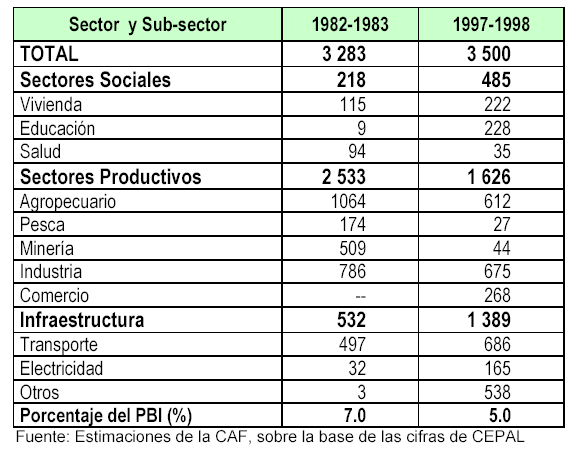 Sector y Sub-sector 1982-1983 1997-1998
TOTAL 3 283 3 500
Sectores Sociales 218 485
Vivienda 115 222
Educación 9 228
Salud 94 35
Sectores Productivos 2 533 1 626
Agropecuario 1064 612
Pesca 174 27
Minería 509 44
Industria 786 675
Comercio -- 268
Infraestructura 532 1 389
Transporte 497 686
Electricidad 32 165
Otros 3 538
Porcentaje del PBI (%) 7.0 5.0
Fuente: Estimaciones de la CAF, sobre la base de las cifras de CEPAL